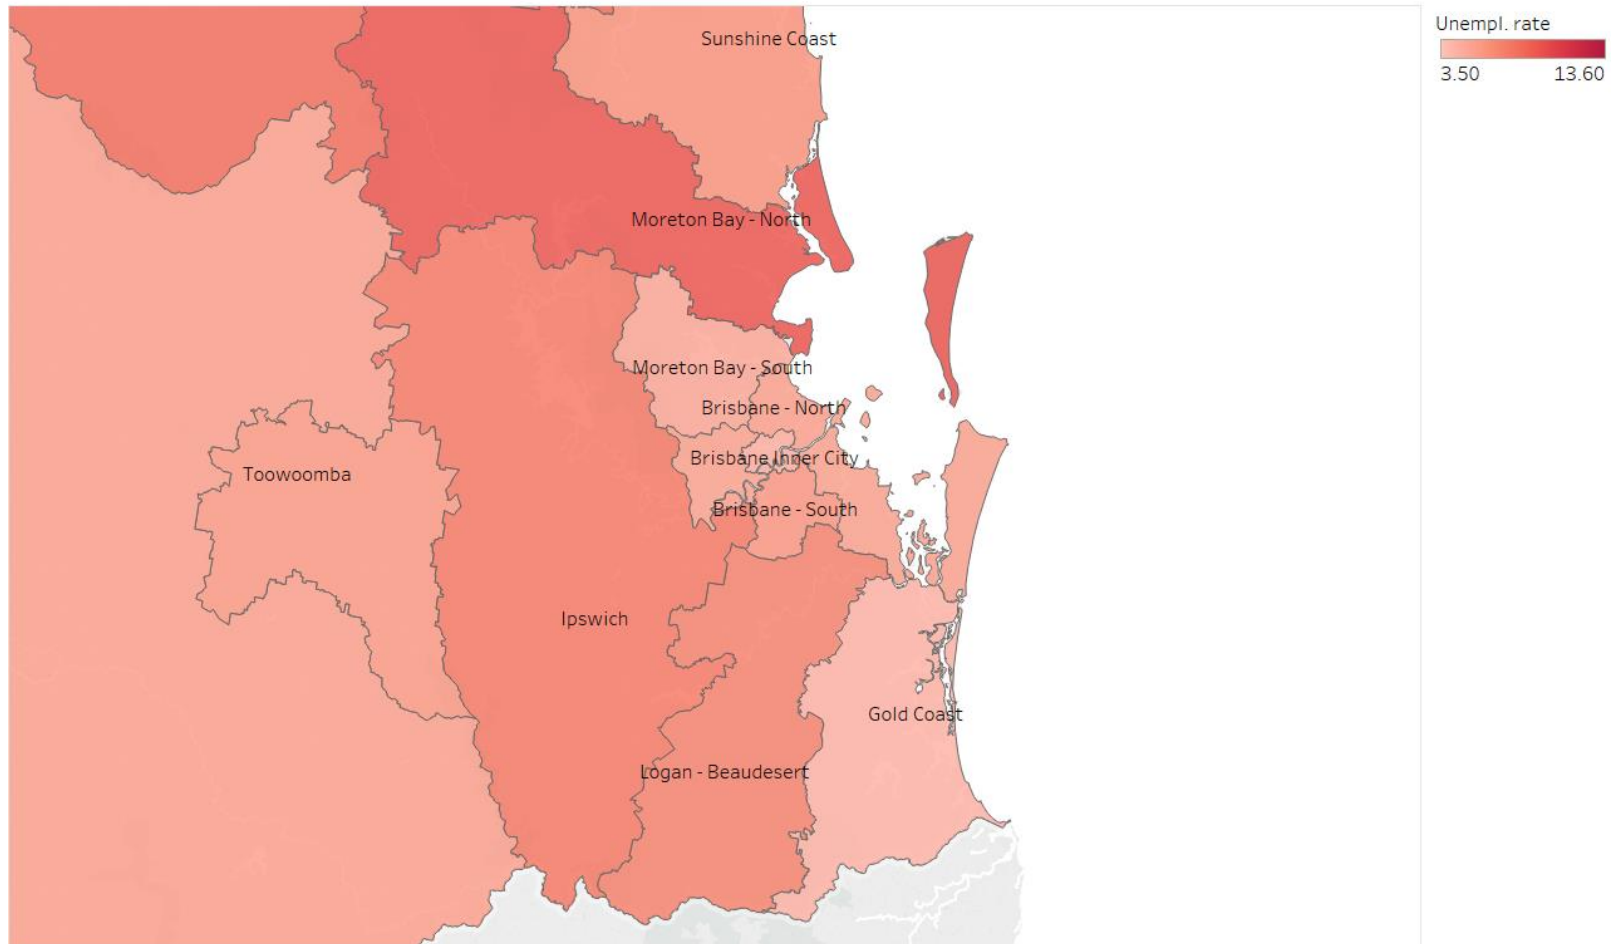 Unempl. rate
3.50 13.60
Sunshine Coast
Moreton Bay - North
Moreton Bay - South
Brisbane - North
Brisbane Inner City
Toowoomba
Brisbane - South
Ipswich
Gold Coast
Logan - Beaudesert